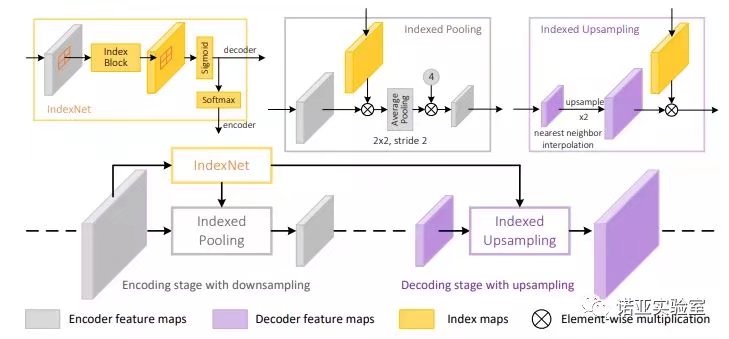 Index
Block
Sigmoid
decoder
Softmax
IndexNet
encoder
Indexed Pooling
Average
Pooling
4
2x2, stride 2
Indexed Upsampling
upsample
x2
nearest neighbor
interpolation
IndexNet
Indexed
Pooling
Indexed
Upsampling
Encoding stage with downsampling
Decoding stage with upsampling
诺亚实验室
Encoder feature maps
Decoder feature maps
Index maps
Element-wise multiplication